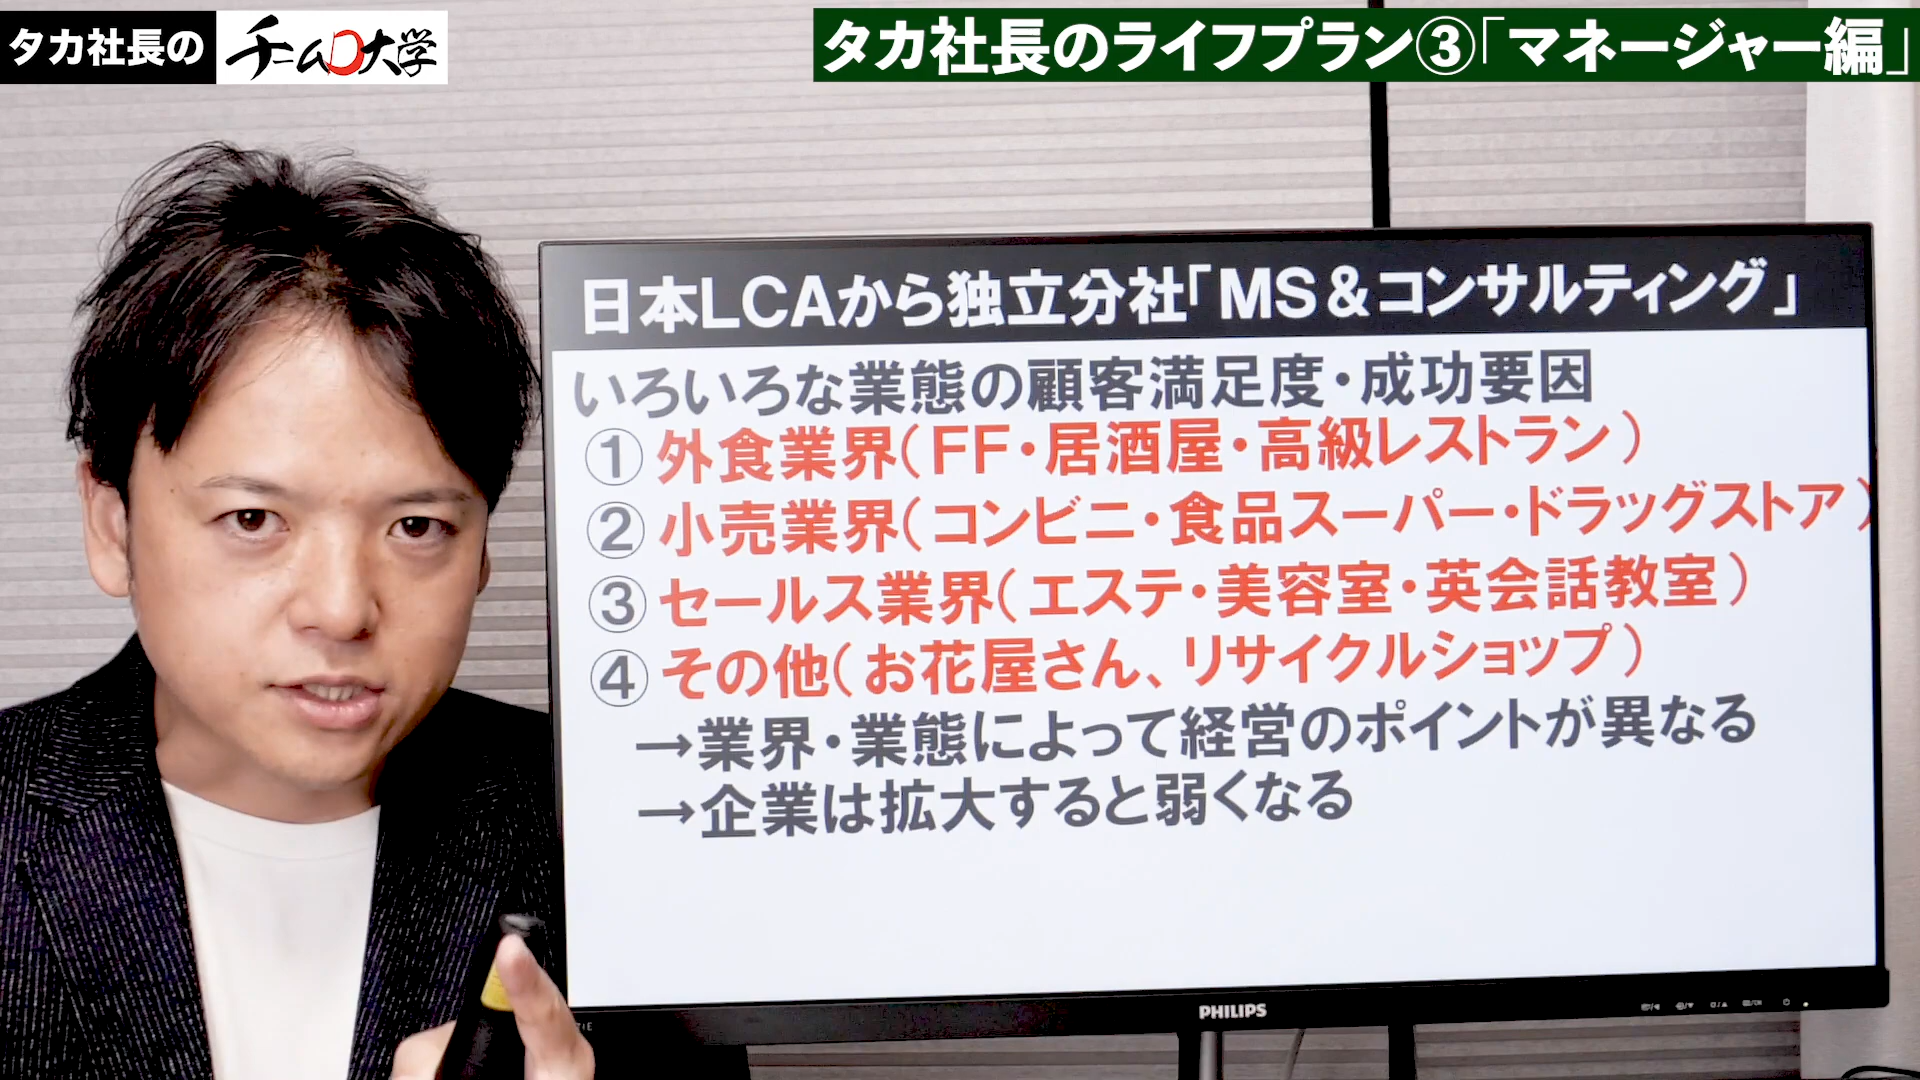 タカ社長の
チームD大学
タカ社長のライフプラン③「マネージャー編」
日本LCAから独立分社「MS&コンサルティング」
いろいろな業態の顧客満足度・成功要因
① 外食業界(FF・居酒屋・高級レストラン)
② 小売業界(コンビニ・食品スーパー・ドラッグストア)
③ セールス業界(エステ・美容室・英会話教室)
④ その他(お花屋さん、リサイクルショップ)
→業界・業態によって経営のポイントが異なる
→企業は拡大すると弱くなる
PHILIPS